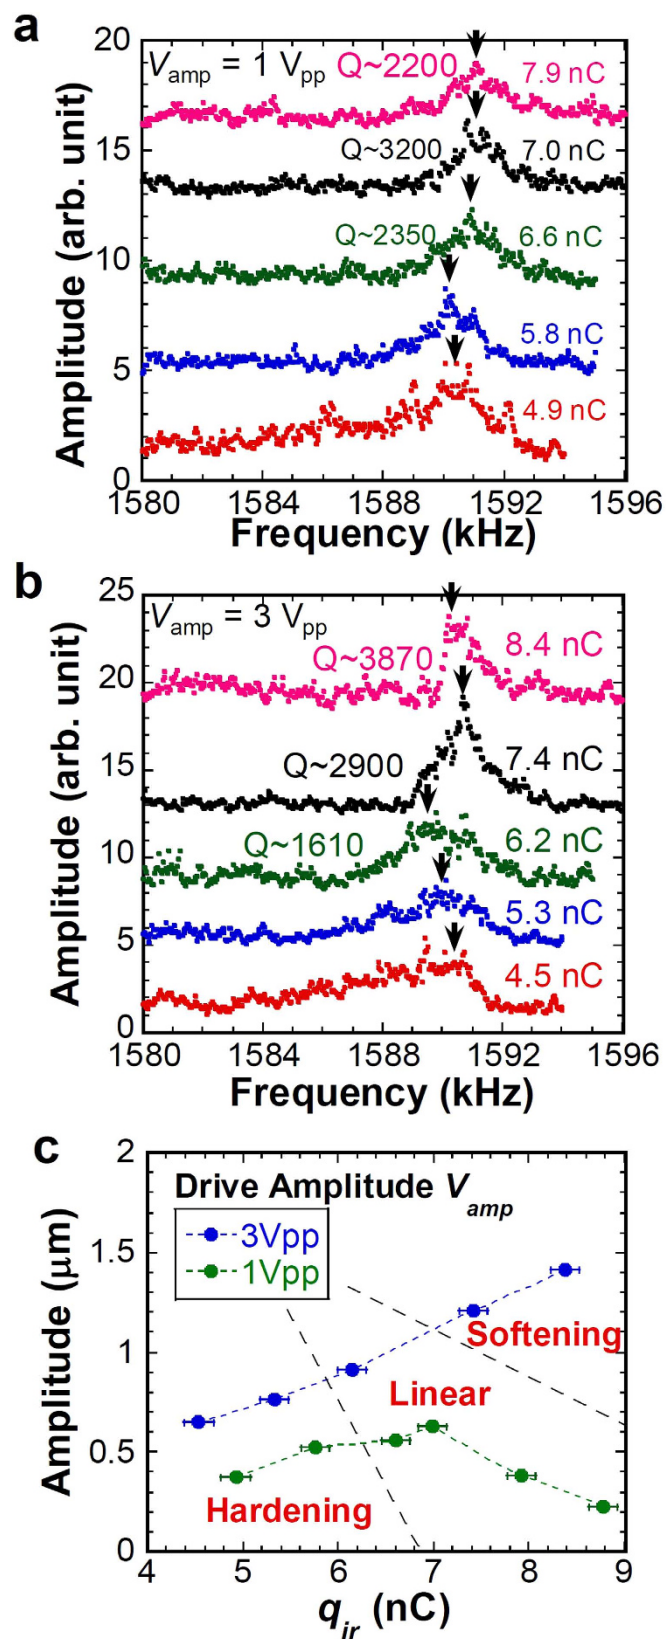 a
20
V_amp = 1 V_pp
Q~2200
7.9 nC
15
Q~3200
7.0 nC
10
Q~2350
6.6 nC
5
5.8 nC
4.9 nC
0
Amplitude (arb. unit)
1580 1584 1588 1592 1596
Frequency (kHz)
b
25
V_amp = 3 V_pp
20
Q~3870
8.4 nC
15
Q~2900
7.4 nC
10
Q~1610
6.2 nC
5
5.3 nC
4.5 nC
0
Amplitude (arb. unit)
1580 1584 1588 1592 1596
Frequency (kHz)
c
2
Drive Amplitude V_amp
3Vpp
1Vpp
1.5
Softening
1
Linear
0.5
Hardening
0
Amplitude (μm)
4 5 6 7 8 9
q_ir (nC)